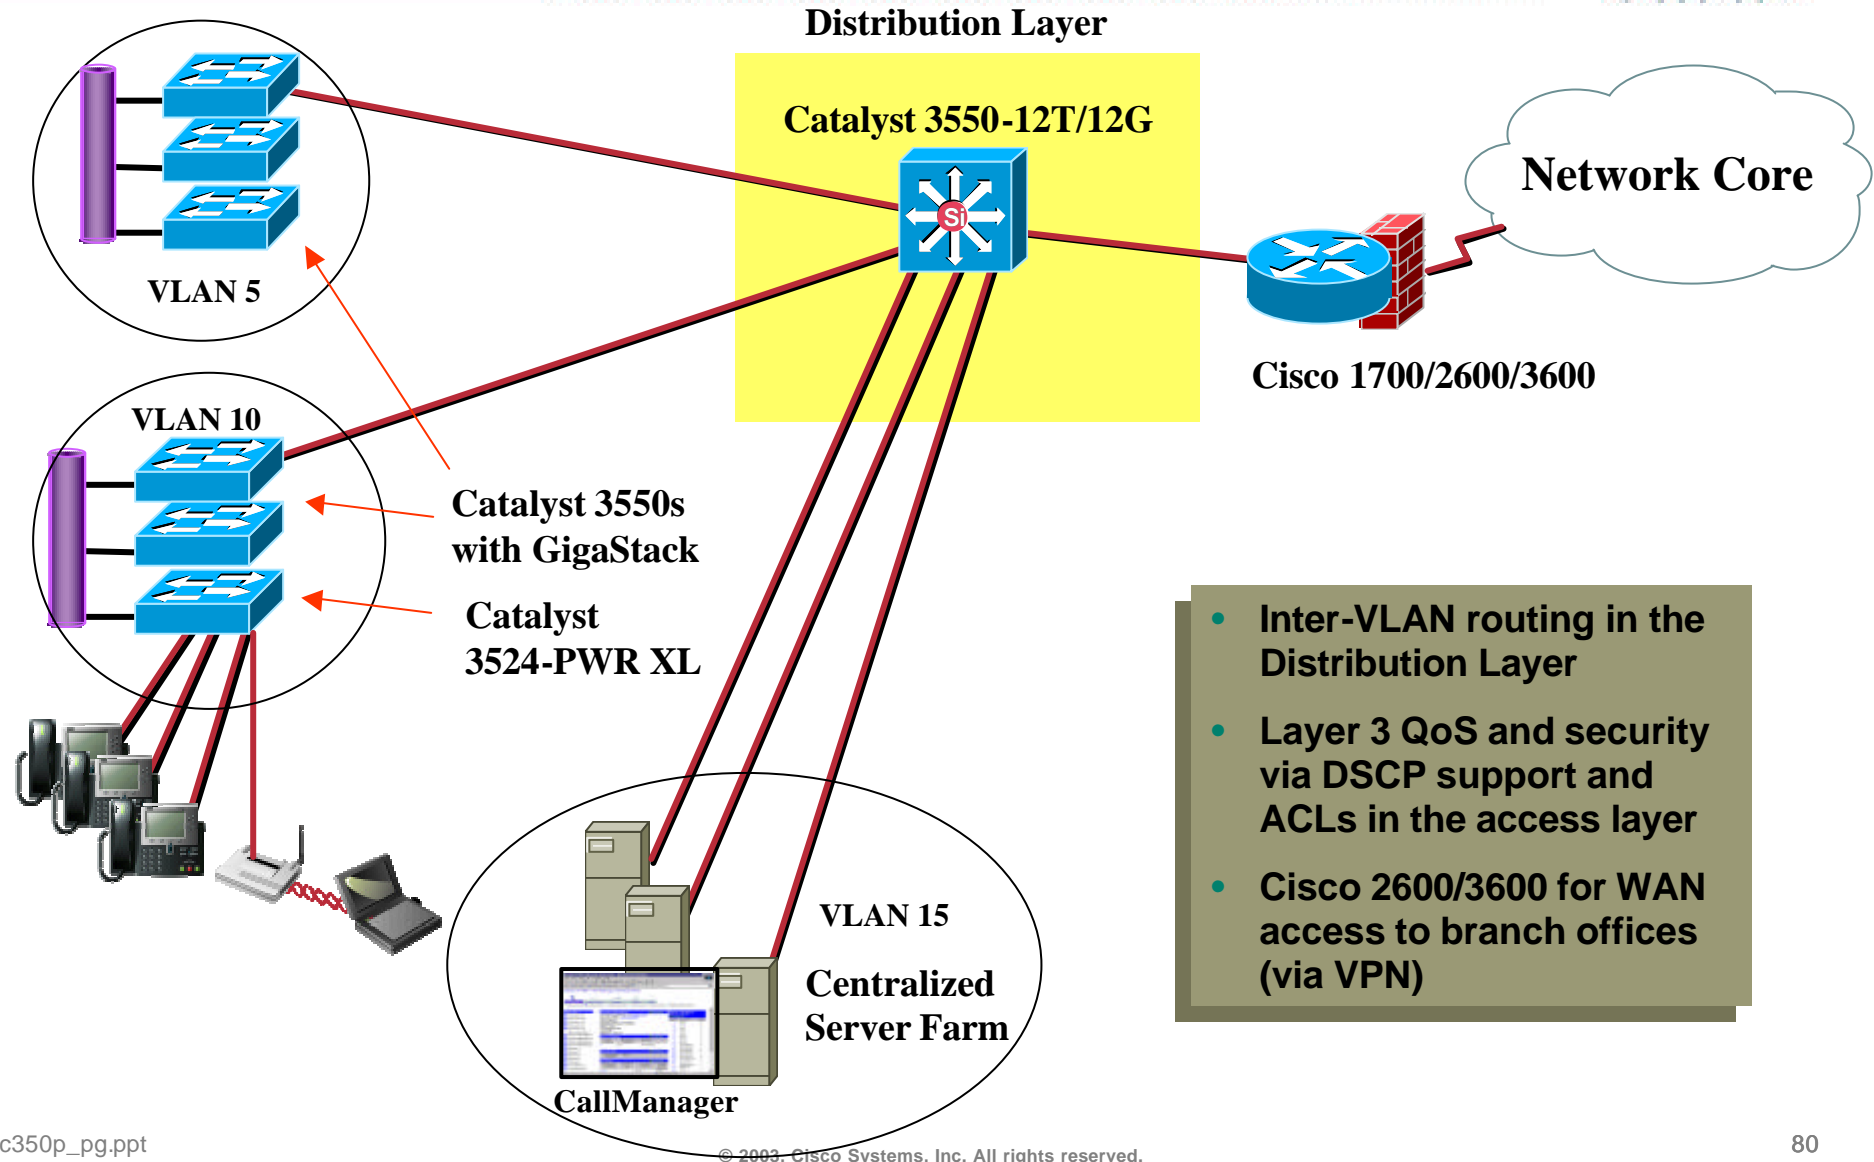 Distribution Layer
Catalyst 3550-12T/12G
Si
Network Core
VLAN 5
Cisco 1700/2600/3600
VLAN 10
Catalyst 3550s
with GigaStack
Catalyst
3524-PWR XL
• Inter-VLAN routing in the
Distribution Layer
• Layer 3 QoS and security
via DSCP support and
ACLs in the access layer
• Cisco 2600/3600 for WAN
access to branch offices
(via VPN)
VLAN 15
Centralized
Server Farm
CallManager
c350p_pg.ppt
© 2003, Cisco Systems, Inc. All rights reserved.
80